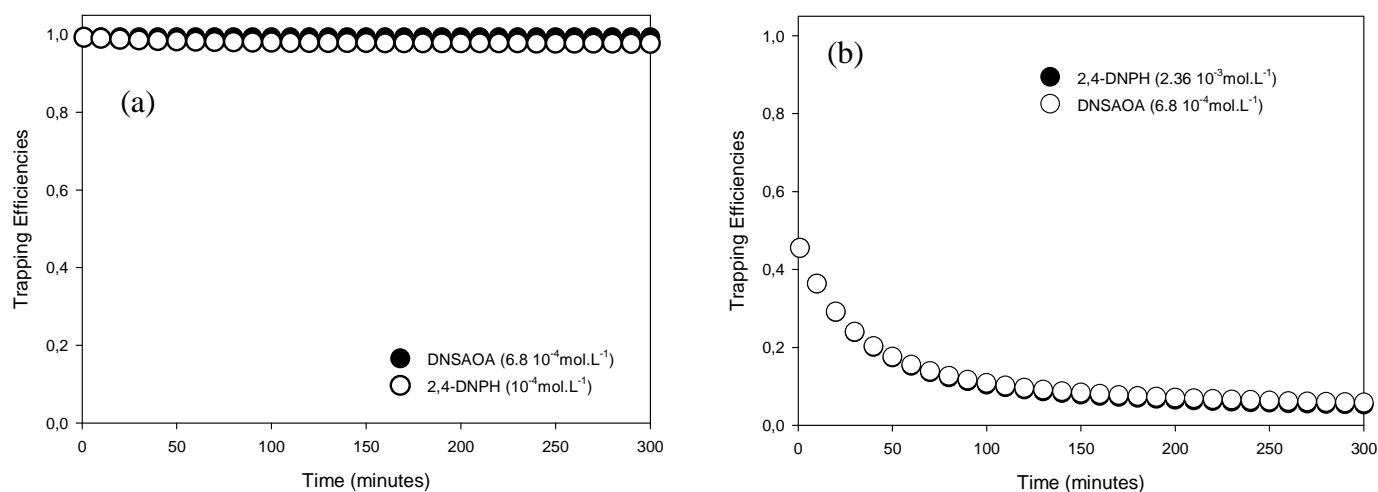 1,0
0,8
0,6
0,4
0,2
0,0
Trapping Efficiencies
(a)
DNSAOA (6.8 10⁻⁴mol.L⁻¹)
2,4-DNPH (10⁻⁴mol.L⁻¹)
0 50 100 150 200 250 300
Time (minutes)
1,0
0,8
0,6
0,4
0,2
0,0
Trapping Efficiencies
(b)
2,4-DNPH (2.36 10⁻³mol.L⁻¹)
DNSAOA (6.8 10⁻⁴mol.L⁻¹)
0 50 100 150 200 250 300
Time (minutes)